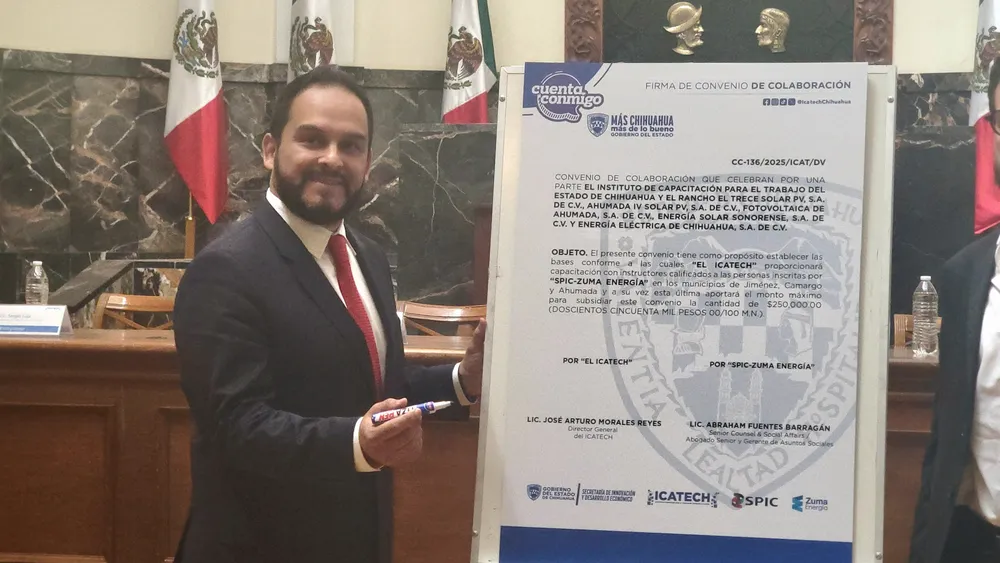 cuenta
conmigo
FIRMA DE CONVENIO DE COLABORACIÓN
@icatechChihuahua
MÁS CHIHUAHUA
más de lo bueno
GOBIERNO DEL ESTADO
CC-136/2025/ICAT/DV
CONVENIO DE COLABORACIÓN QUE CELEBRAN POR UNA
PARTE EL INSTITUTO DE CAPACITACIÓN PARA EL TRABAJO DEL
ESTADO DE CHIHUAHUA Y EL RANCHO EL TRECE SOLAR PV, S.A.
DE C.V., AHUMADA IV SOLAR PV, S.A. DE C.V., FOTOVOLTAICA DE
AHUMADA, S.A. DE C.V., ENERGÍA SOLAR SONORENSE, S.A. DE
C.V. Y ENERGÍA ELÉCTRICA DE CHIHUAHUA, S.A. DE C.V.
OBJETO. El presente convenio tiene como propósito establecer las
bases conforme a las cuales "EL ICATECH" proporcionará
capacitación con instructores calificados a las personas inscritas por
"SPIC-ZUMA ENERGÍA" en los municipios de Jiménez, Camargo
y Ahumada y a su vez esta última aportará el monto máximo
para subsidiar este convenio la cantidad de $250,000.00
(DOSCIENTOS CINCUENTA MIL PESOS 00/100 M.N.).
POR "EL ICATECH"
POR "SPIC-ZUMA ENERGÍA"
LIC. JOSÉ ARTURO MORALES REYES
Director General
del ICATECH
LIC. ABRAHAM FUENTES BARRAGÁN
Senior Counsel & Social Affairs /
Abogado Senior y Gerente de Asuntos Sociales
LEALTAD
GOBIERNO
DEL ESTADO
DE CHIHUAHUA
SECRETARÍA DE INNOVACIÓN
Y DESARROLLO ECONÓMICO
ICATECH
SPIC
Zuma
Energía